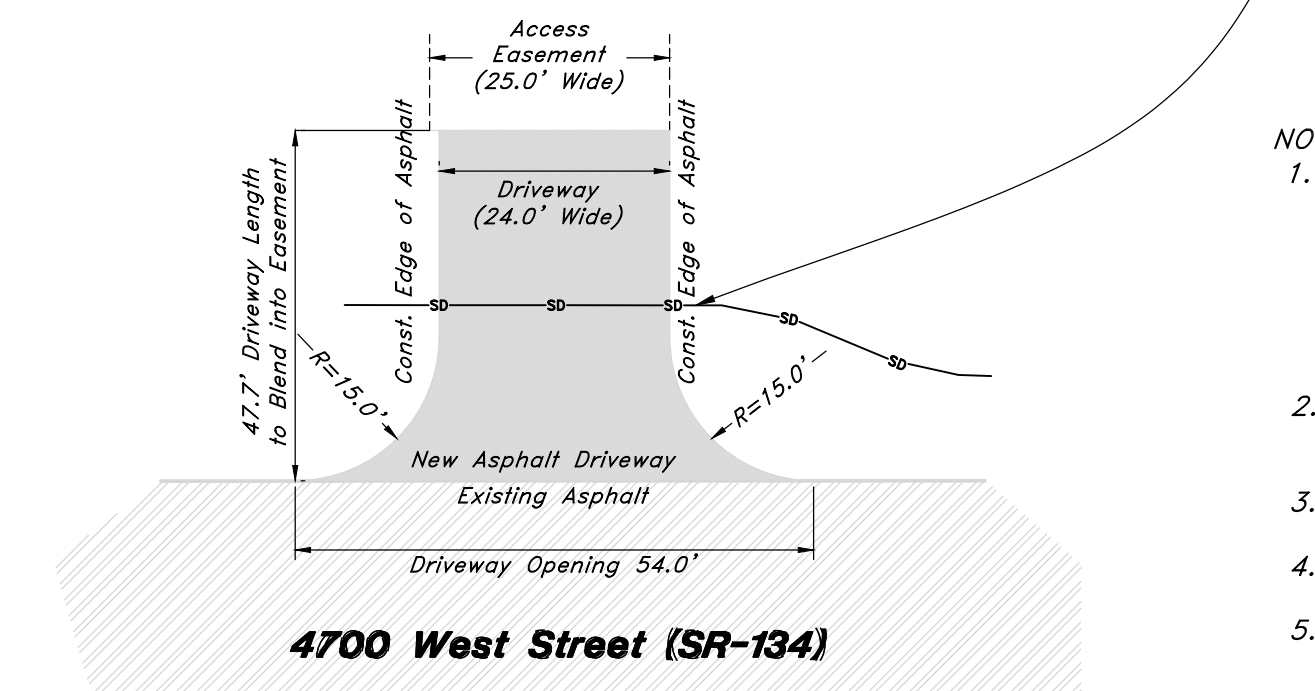 Access
Easement
(25.0' Wide)
NO
1.
Const. Edge of Asphalt
Const. Edge of Asphalt
47.7' Driveway Length
to Blend into Easement
Driveway
(24.0' Wide)
SD
SD
SD
SD
SD
R=15.0'
R=15.0'
2.
New Asphalt Driveway
Existing Asphalt
3.
Driveway Opening 54.0'
4.
4700 West Street (SR-134)
5.